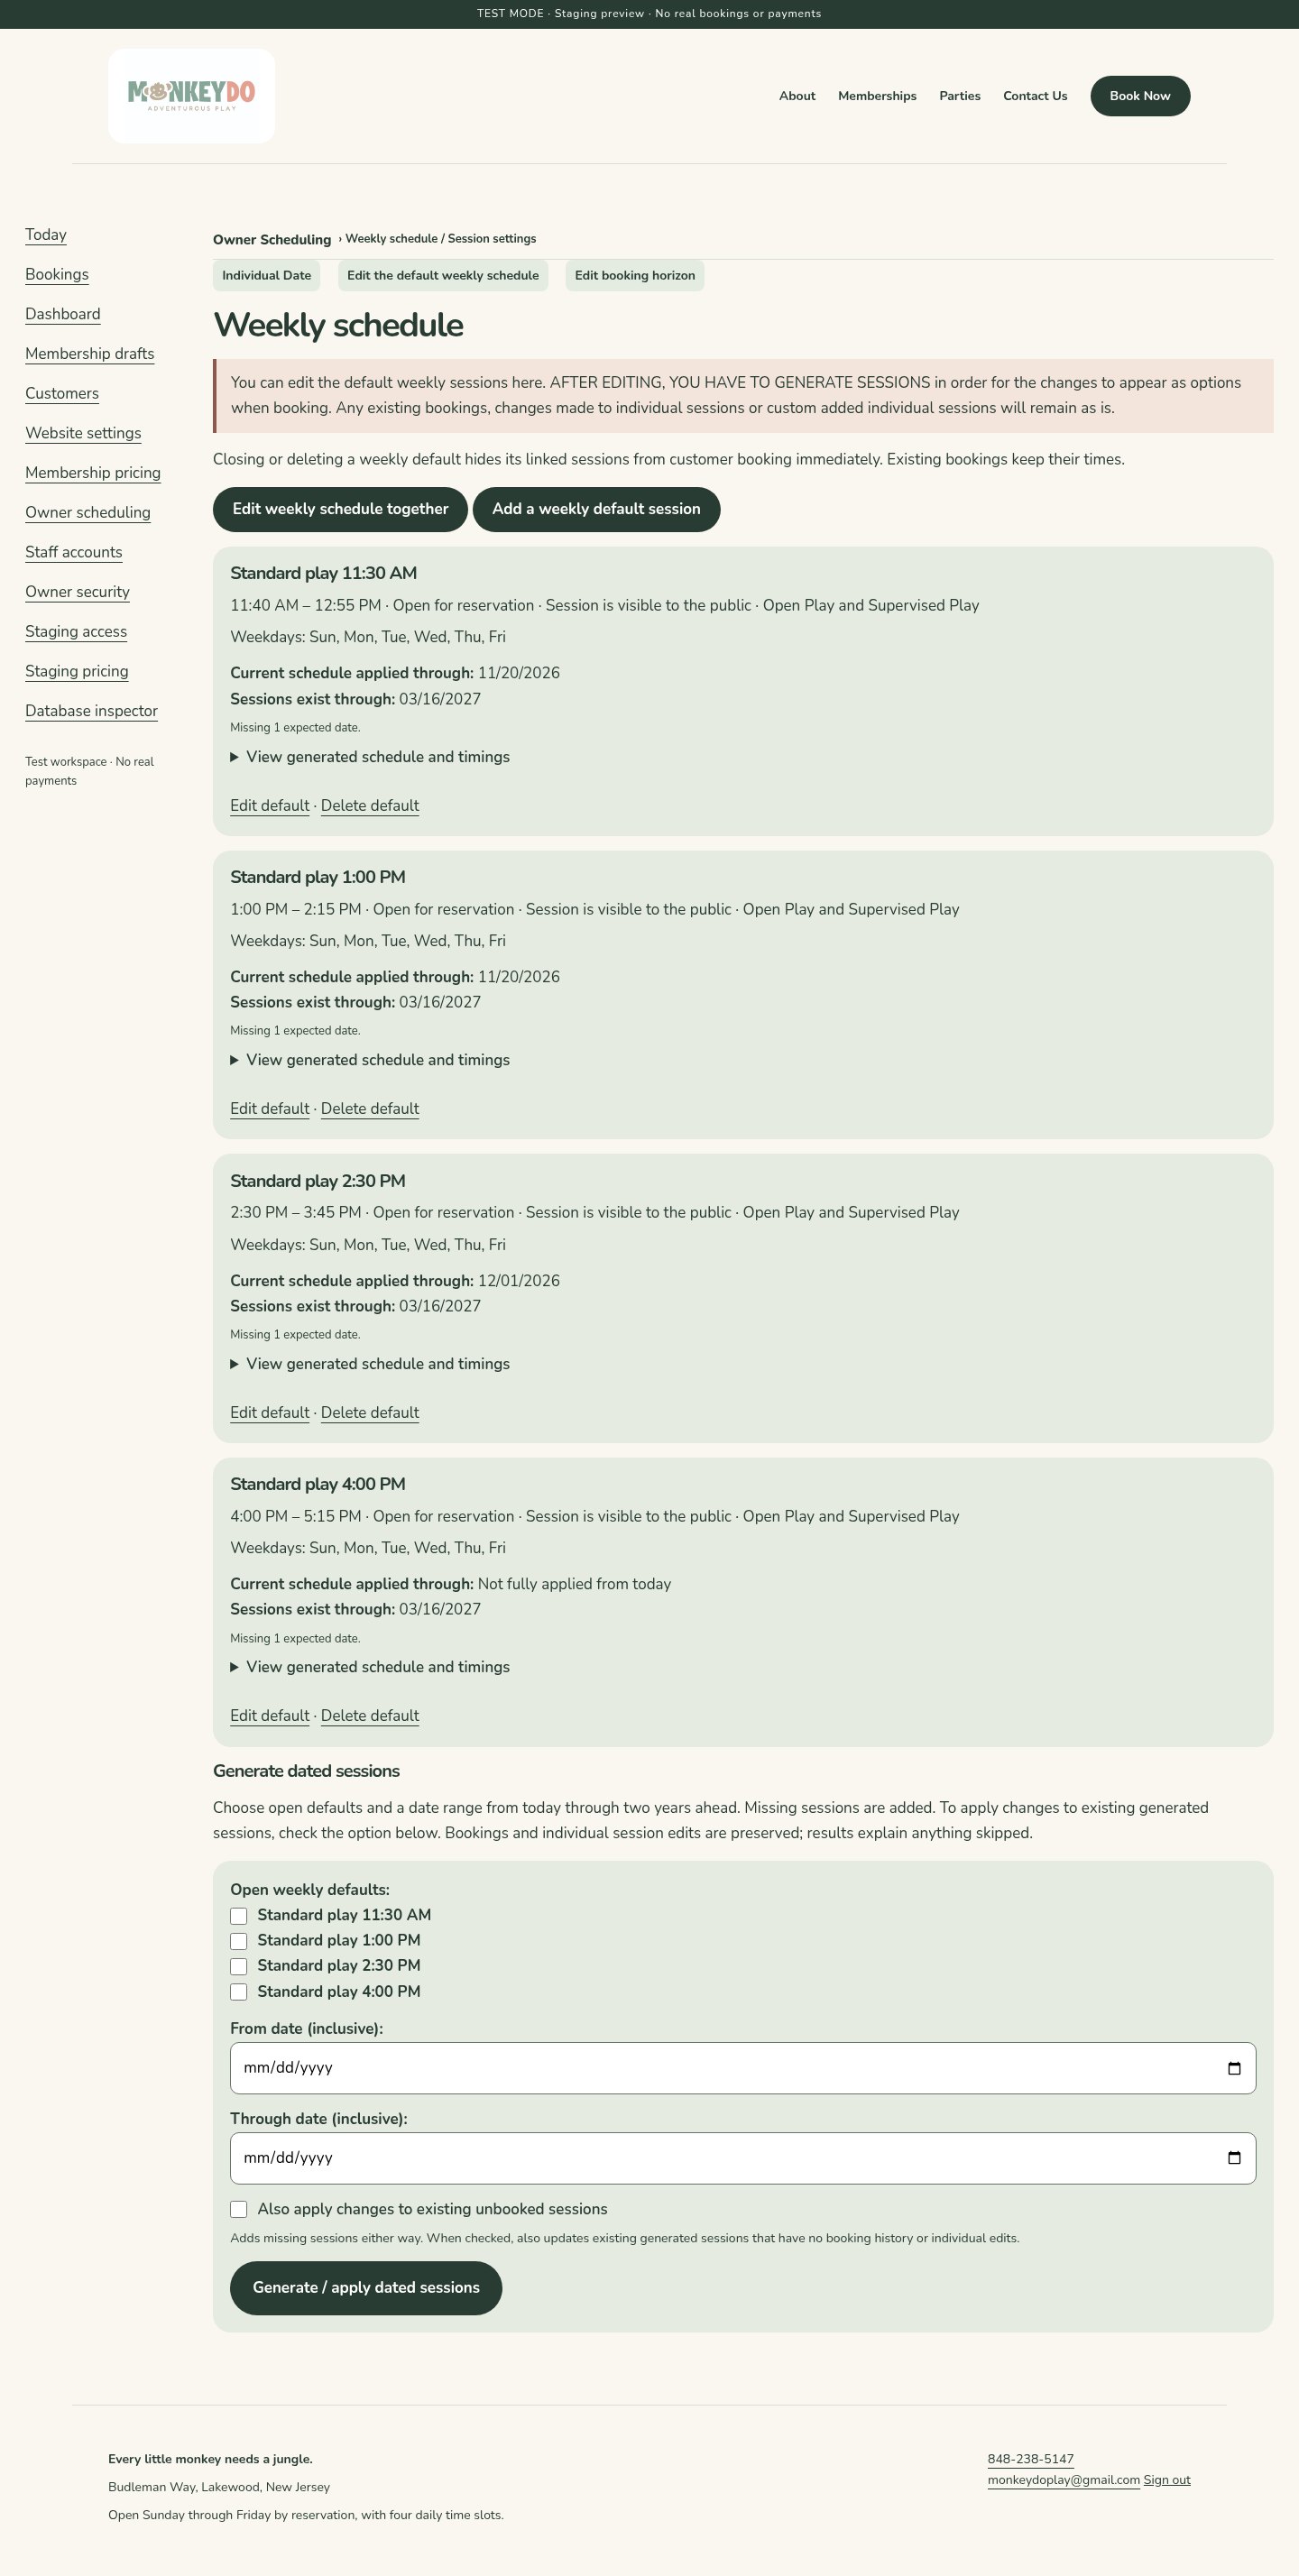 TEST MODE · Staging preview · No real bookings or payments
MONKEYDO
ADVENTUROUS PLAY
About
Memberships
Parties
Contact Us
Book Now
Today
Bookings
Dashboard
Membership drafts
Customers
Website settings
Membership pricing
Owner scheduling
Staff accounts
Owner security
Staging access
Staging pricing
Database inspector
Test workspace · No real
payments
Owner Scheduling › Weekly schedule / Session settings
Individual Date
Edit the default weekly schedule
Edit booking horizon
Weekly schedule
You can edit the default weekly sessions here. AFTER EDITING, YOU HAVE TO GENERATE SESSIONS in order for the changes to appear as options
when booking. Any existing bookings, changes made to individual sessions or custom added individual sessions will remain as is.
Closing or deleting a weekly default hides its linked sessions from customer booking immediately. Existing bookings keep their times.
Edit weekly schedule together
Add a weekly default session
Standard play 11:30 AM
11:40 AM – 12:55 PM · Open for reservation · Session is visible to the public · Open Play and Supervised Play
Weekdays: Sun, Mon, Tue, Wed, Thu, Fri
Current schedule applied through: 11/20/2026
Sessions exist through: 03/16/2027
Missing 1 expected date.
▶ View generated schedule and timings
Edit default · Delete default
Standard play 1:00 PM
1:00 PM – 2:15 PM · Open for reservation · Session is visible to the public · Open Play and Supervised Play
Weekdays: Sun, Mon, Tue, Wed, Thu, Fri
Current schedule applied through: 11/20/2026
Sessions exist through: 03/16/2027
Missing 1 expected date.
▶ View generated schedule and timings
Edit default · Delete default
Standard play 2:30 PM
2:30 PM – 3:45 PM · Open for reservation · Session is visible to the public · Open Play and Supervised Play
Weekdays: Sun, Mon, Tue, Wed, Thu, Fri
Current schedule applied through: 12/01/2026
Sessions exist through: 03/16/2027
Missing 1 expected date.
▶ View generated schedule and timings
Edit default · Delete default
Standard play 4:00 PM
4:00 PM – 5:15 PM · Open for reservation · Session is visible to the public · Open Play and Supervised Play
Weekdays: Sun, Mon, Tue, Wed, Thu, Fri
Current schedule applied through: Not fully applied from today
Sessions exist through: 03/16/2027
Missing 1 expected date.
▶ View generated schedule and timings
Edit default · Delete default
Generate dated sessions
Choose open defaults and a date range from today through two years ahead. Missing sessions are added. To apply changes to existing generated
sessions, check the option below. Bookings and individual session edits are preserved; results explain anything skipped.
Open weekly defaults:
Standard play 11:30 AM
Standard play 1:00 PM
Standard play 2:30 PM
Standard play 4:00 PM
From date (inclusive):
mm/dd/yyyy
Through date (inclusive):
mm/dd/yyyy
Also apply changes to existing unbooked sessions
Adds missing sessions either way. When checked, also updates existing generated sessions that have no booking history or individual edits.
Generate / apply dated sessions
Every little monkey needs a jungle.
Budleman Way, Lakewood, New Jersey
Open Sunday through Friday by reservation, with four daily time slots.
848-238-5147
monkeydoplay@gmail.com Sign out